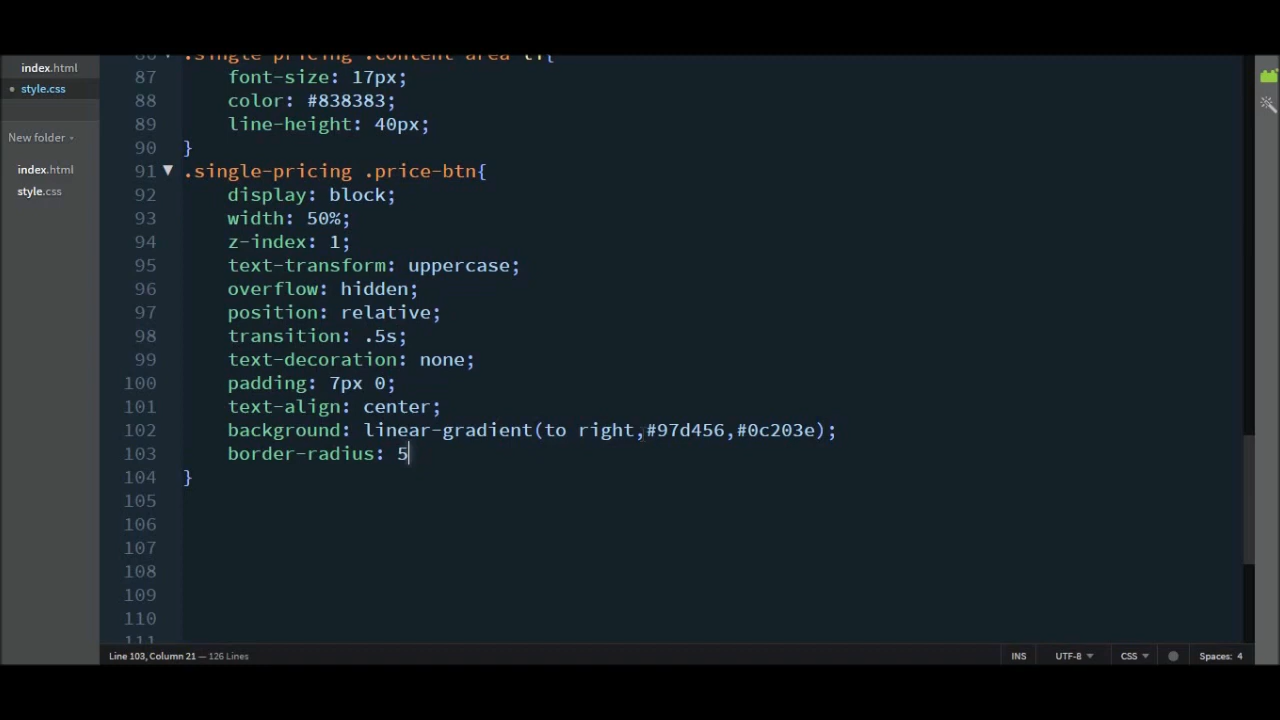 index.html
style.css
New folder
index.html
style.css
87 font-size: 17px;
88 color: #838383;
89 line-height: 40px;
90 }
91 .single-pricing .price-btn{
92 display: block;
93 width: 50%;
94 z-index: 1;
95 text-transform: uppercase;
96 overflow: hidden;
97 position: relative;
98 transition: .5s;
99 text-decoration: none;
100 padding: 7px 0;
101 text-align: center;
102 background: linear-gradient(to right,#97d456,#0c203e);
103 border-radius: 5
104 }
105
106
107
108
109
110
Line 103, Column 21 — 126 Lines
INS UTF-8 CSS Spaces: 4